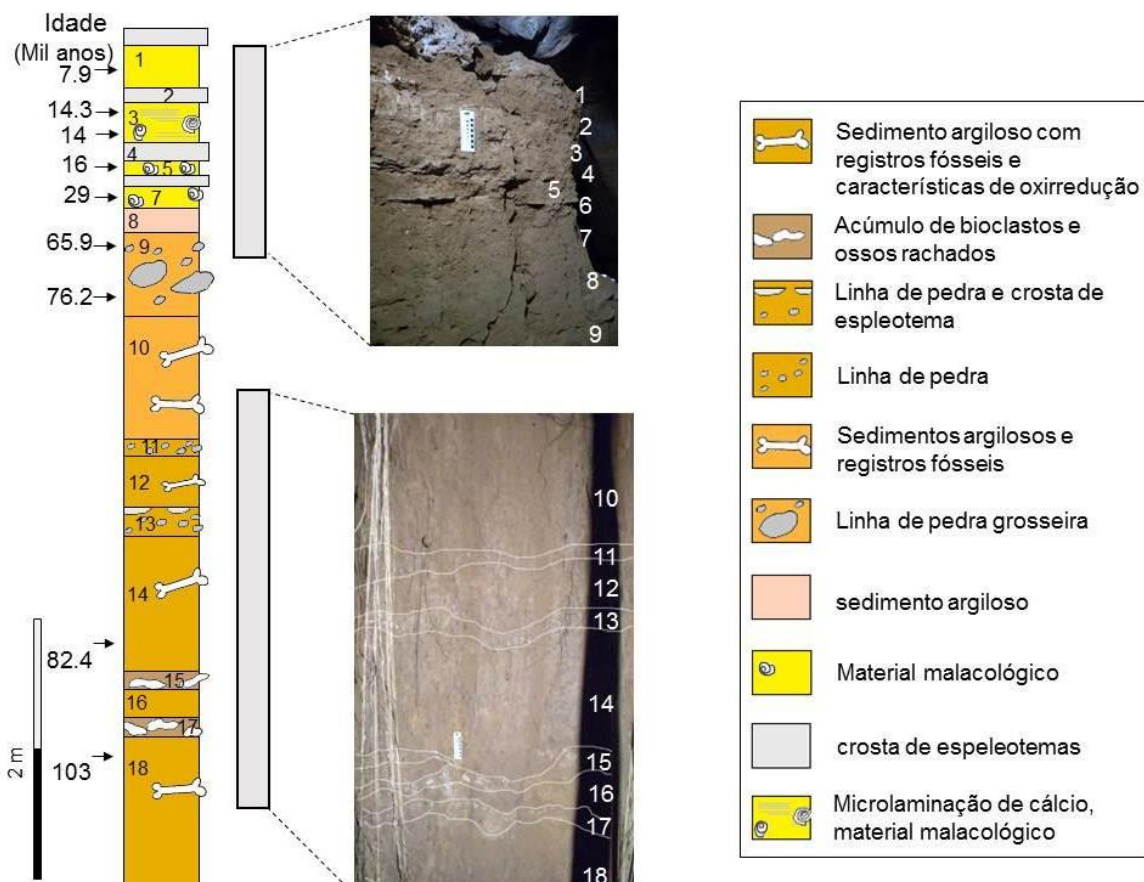 Idade
(Mil anos)
7.9
14.3
14
16
29
65.9
76.2
82.4
103
2 m
1
2
3
4
5
7
8
9
10
11
12
13
14
15
16
17
18
1
2
3
4
5
6
7
8
9
10
11
12
13
14
15
16
17
18
Sedimento argiloso com
registros fósseis e
características de oxirredução
Acúmulo de bioclastos e
ossos rachados
Linha de pedra e crosta de
espleotema
Linha de pedra
Sedimentos argilosos e
registros fósseis
Linha de pedra grosseira
sedimento argiloso
Material malacológico
crosta de espeleotemas
Microlaminação de cálcio,
material malacológico